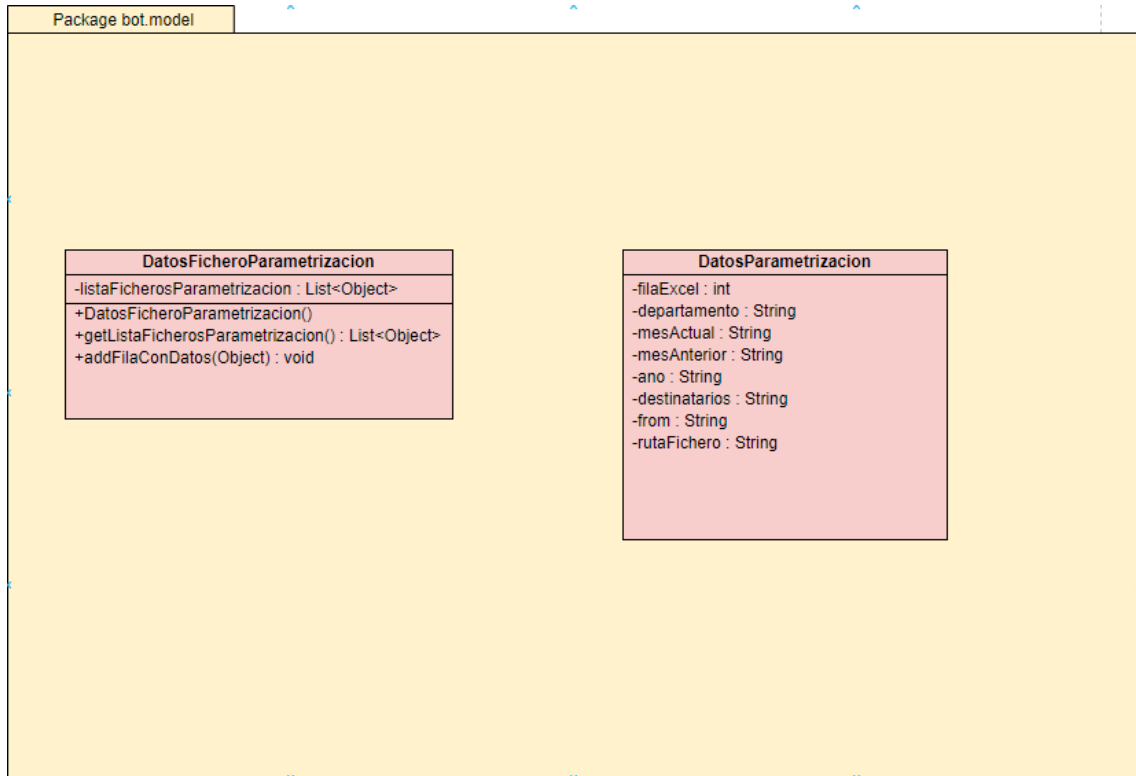 Package bot.model
DatosFicheroParametrizacion
-listaFicherosParametrizacion : List<Object>
+DatosFicheroParametrizacion()
+getListaFicherosParametrizacion() : List<Object>
+addFilaConDatos(Object) : void
DatosParametrizacion
-filaExcel : int
-departamento : String
-mesActual : String
-mesAnterior : String
-ano : String
-destinatarios : String
-from : String
-rutaFichero : String